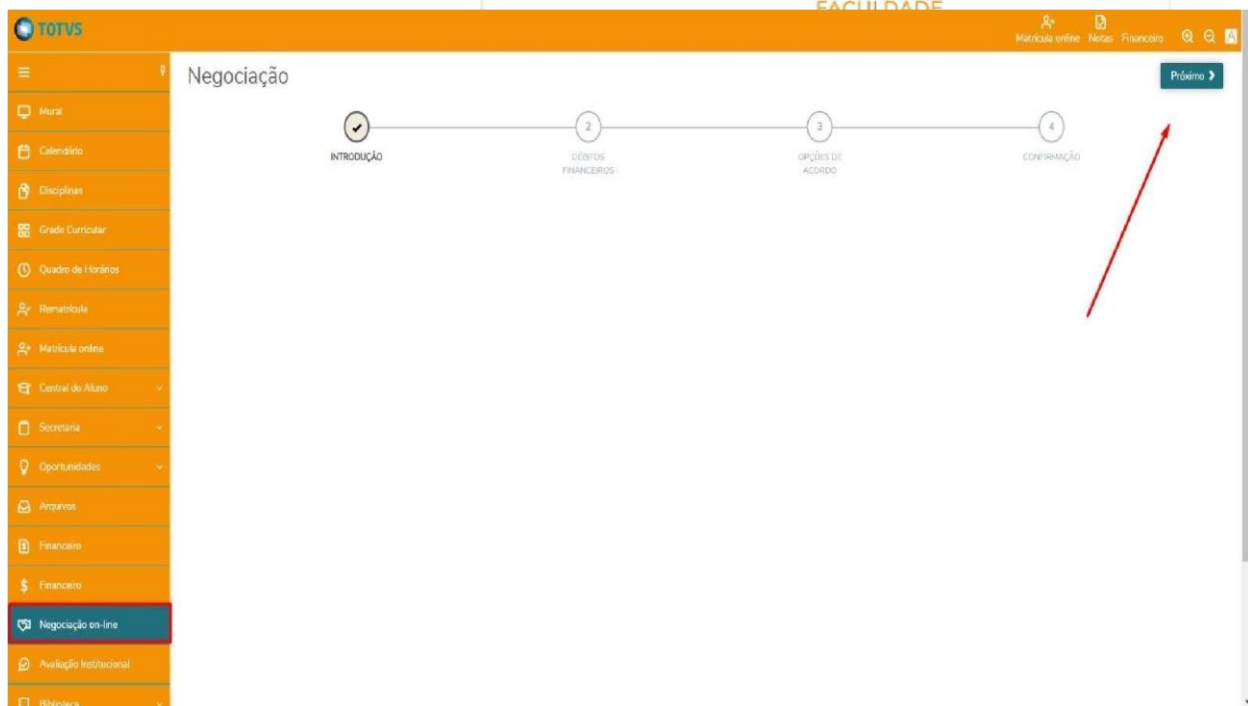 FACULDADE
TOTVS
Matrícula online Notas Financeiro
Negociação
Próximo
INTRODUÇÃO
2
DÉBITOS
FINANCEIROS
3
OPÇÕES DE
ACORDO
4
CONFIRMAÇÃO
Mural
Calendário
Disciplinas
Grade Curricular
Quadro de Horários
Rematrícula
Matrícula online
Central do Aluno
Secretaria
Oportunidades
Arquivos
Financeiro
Financeiro
Negociação on-line
Avaliação Institucional
Biblioteca